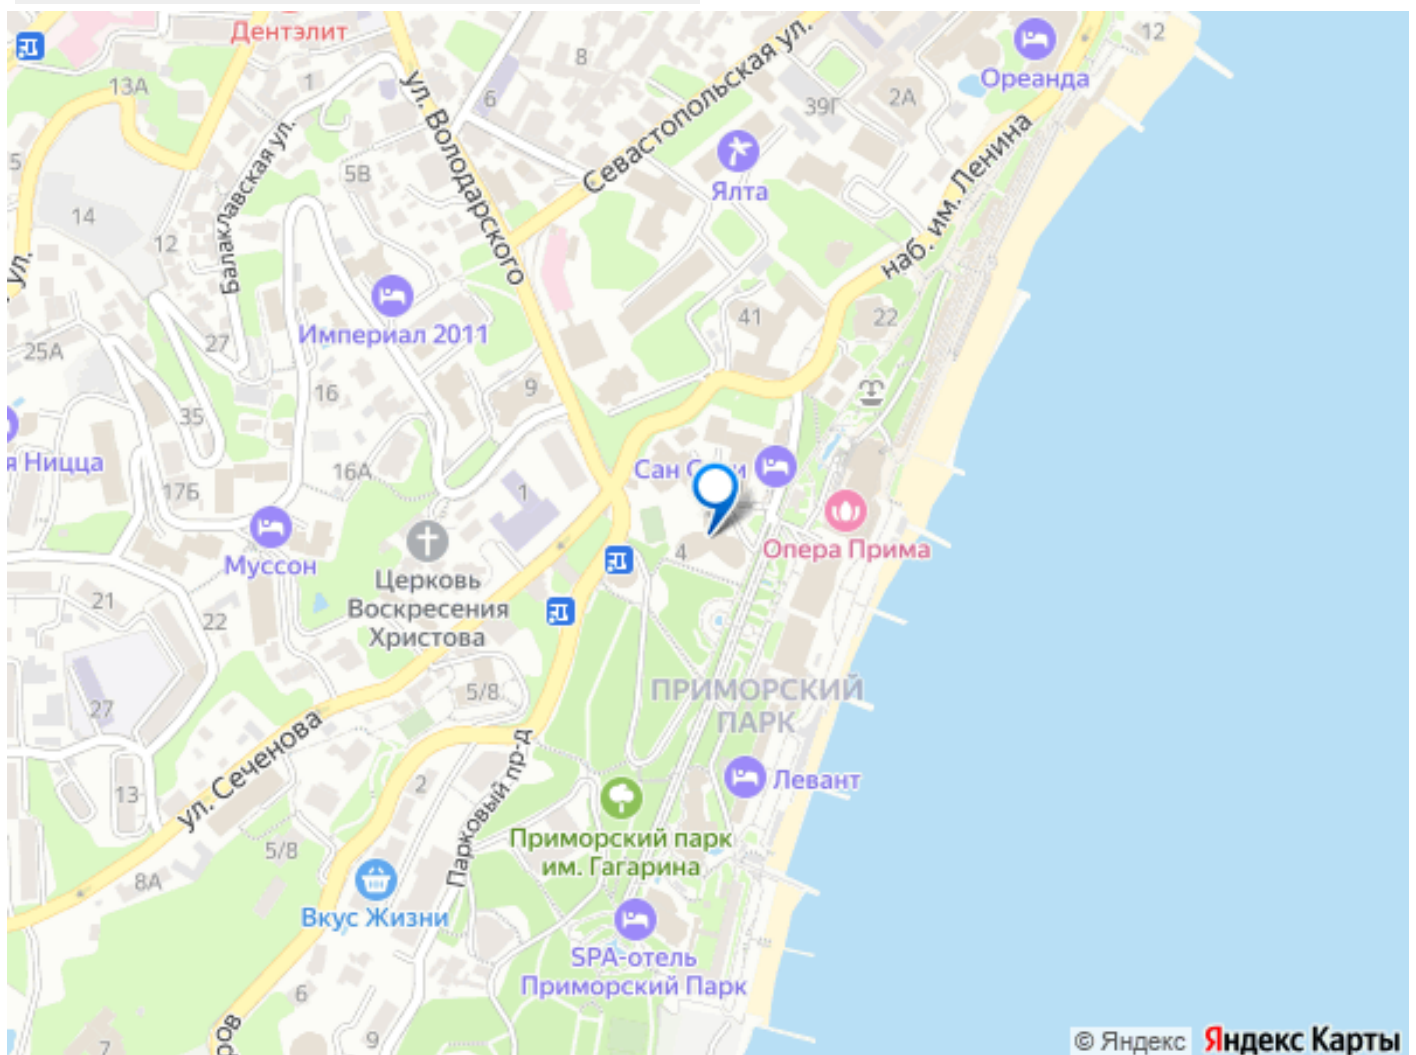 Дентэлит
12
Ореанда
13А
1
8
6
39Г
2А
ул. Володарского
Севастопольская ул.
наб. им. Ленина
5
5В
Балаклавская ул.
Ялта
14
12
ул.
Империал 2011
41
22
27
25А
16
9
35
я Ницца
16А
17Б
1
Сан
4
Опера Прима
Муссон
Церковь
Воскресения
Христова
21
22
5/8
27
ПРИМОРСКИЙ
ПАРК
ул. Сеченова
Парковый пр-д
13
2
Левант
Приморский парк
им. Гагарина
5/8
8А
Вкус Жизни
SPA-отель
Приморский Парк
6
9
7
ров
© Яндекс Яндекс Карты